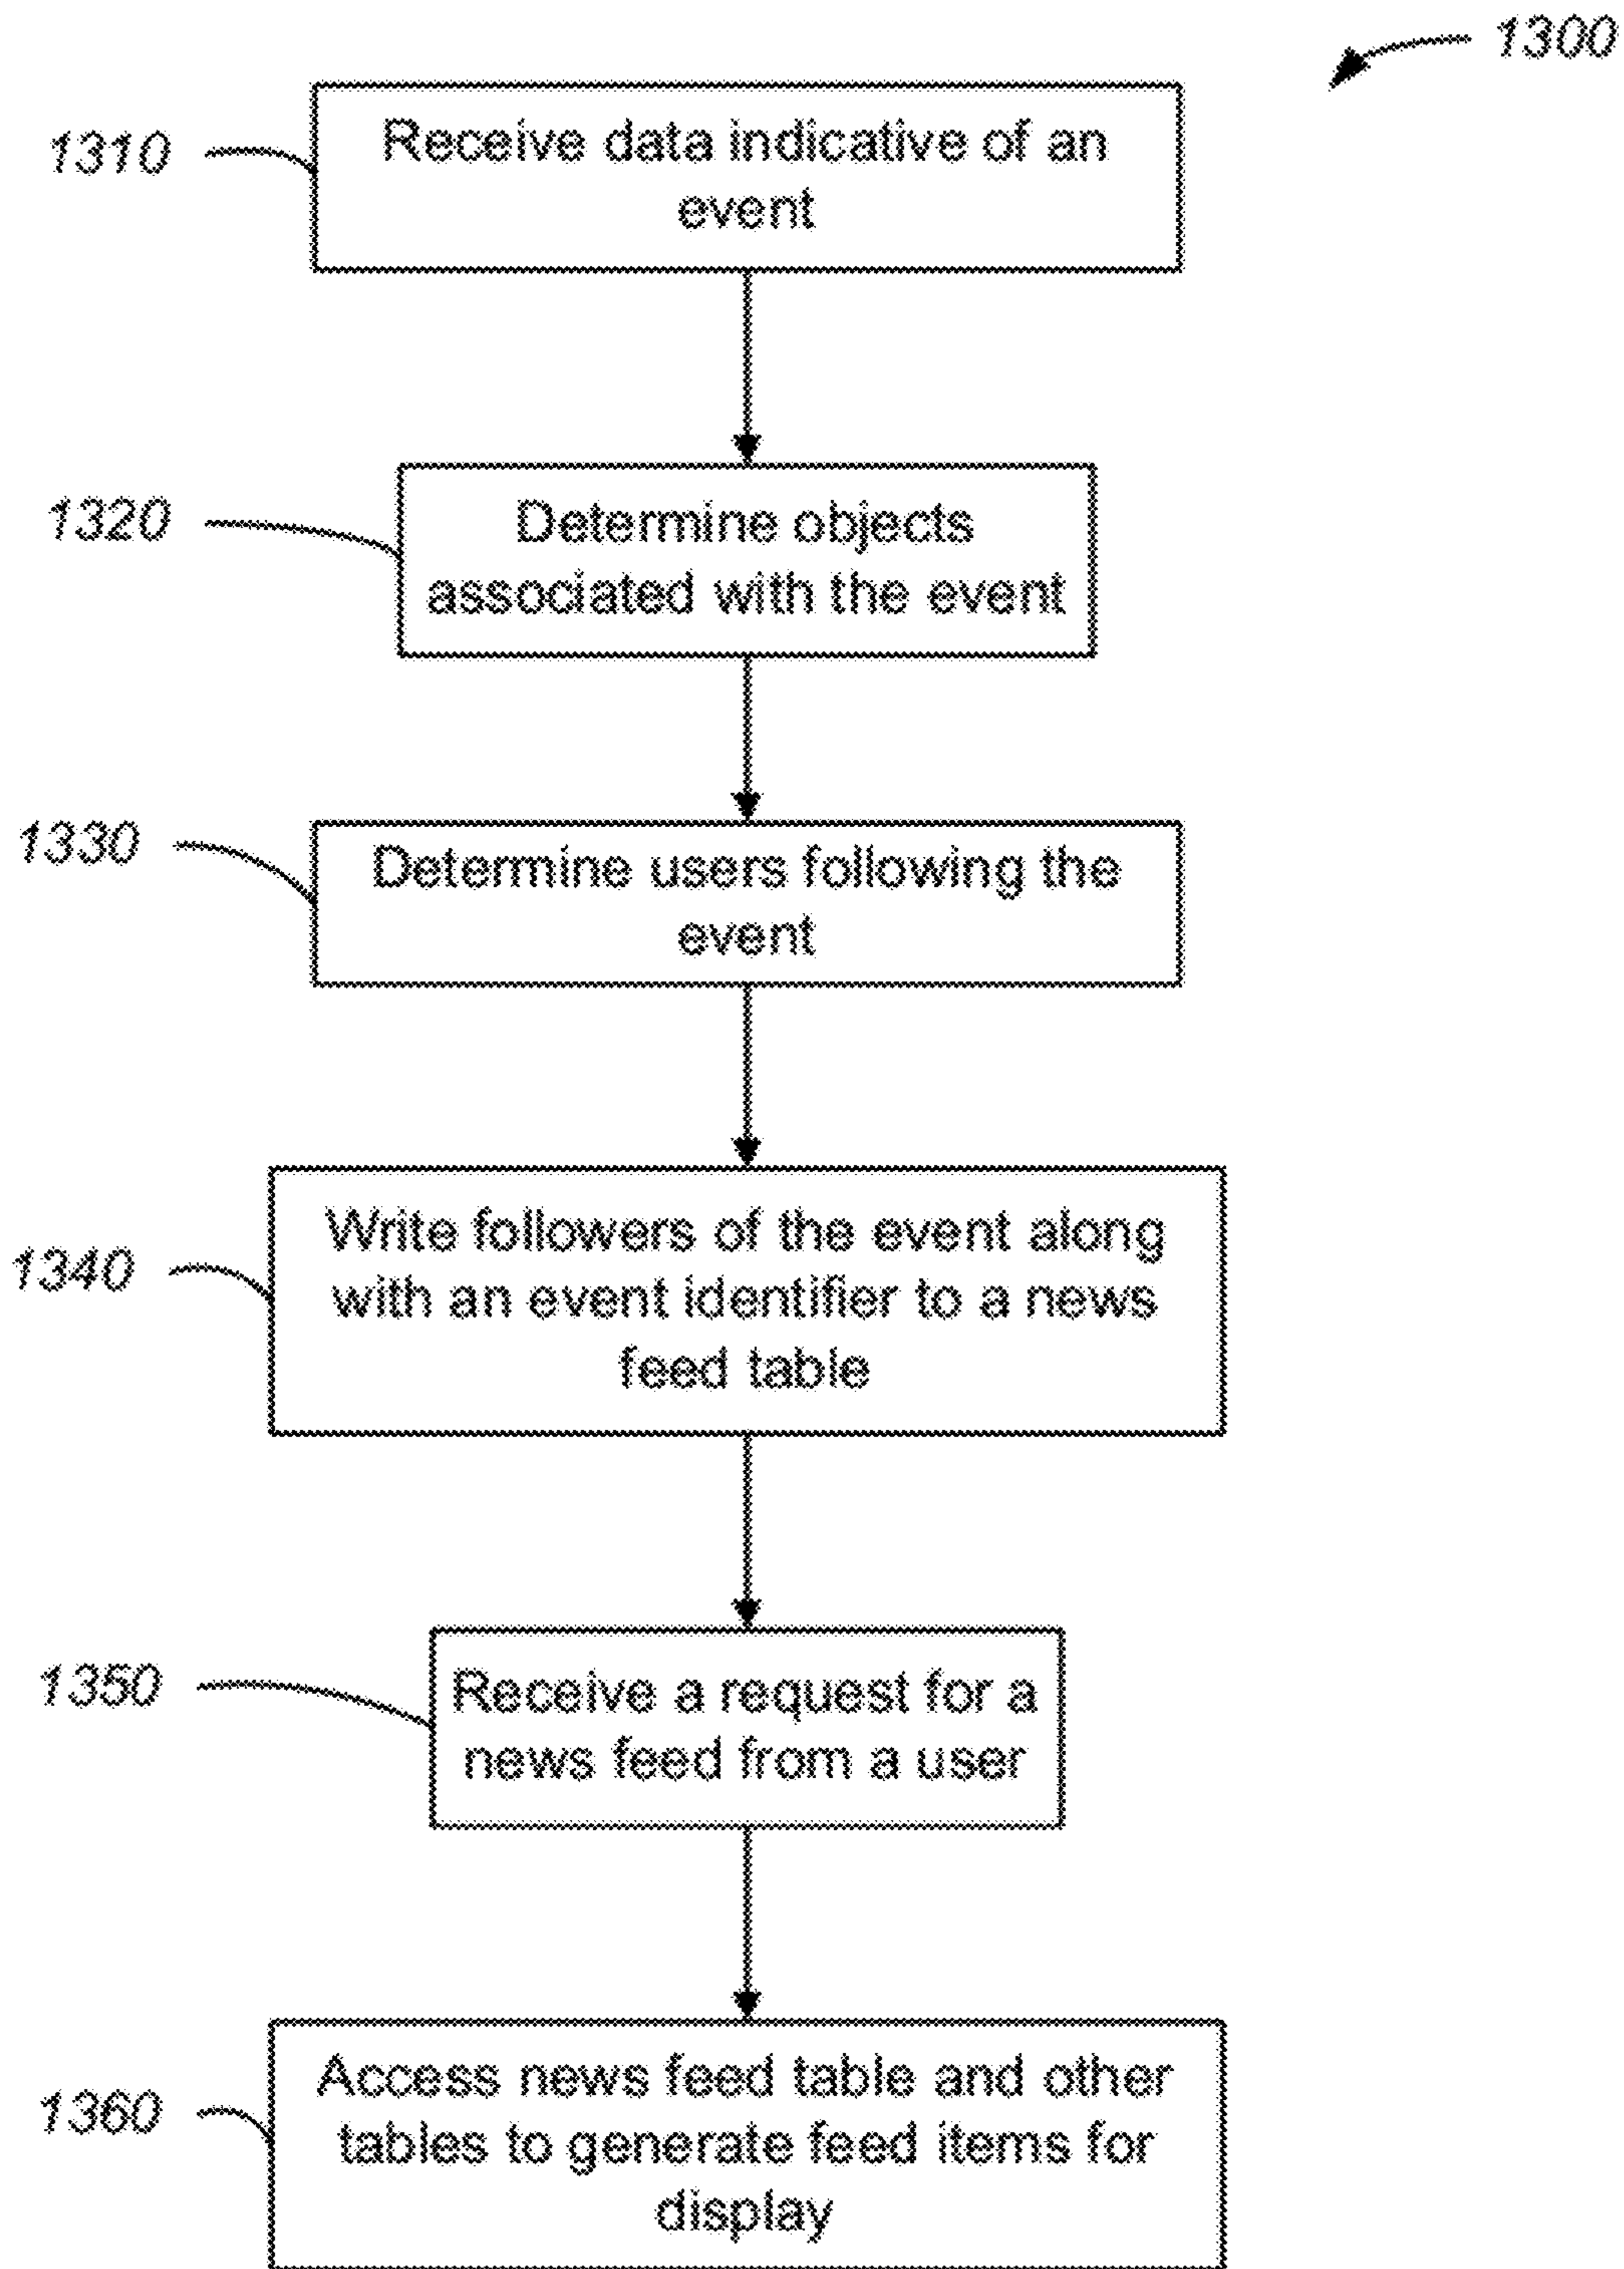 1300
1310
Receive data indicative of an
event
1320
Determine objects
associated with the event
1330
Determine users following the
event
1340
Write followers of the event along
with an event identifier to a news
feed table
1350
Receive a request for a
news feed from a user
1360
Access news feed table and other
tables to generate feed items for
display